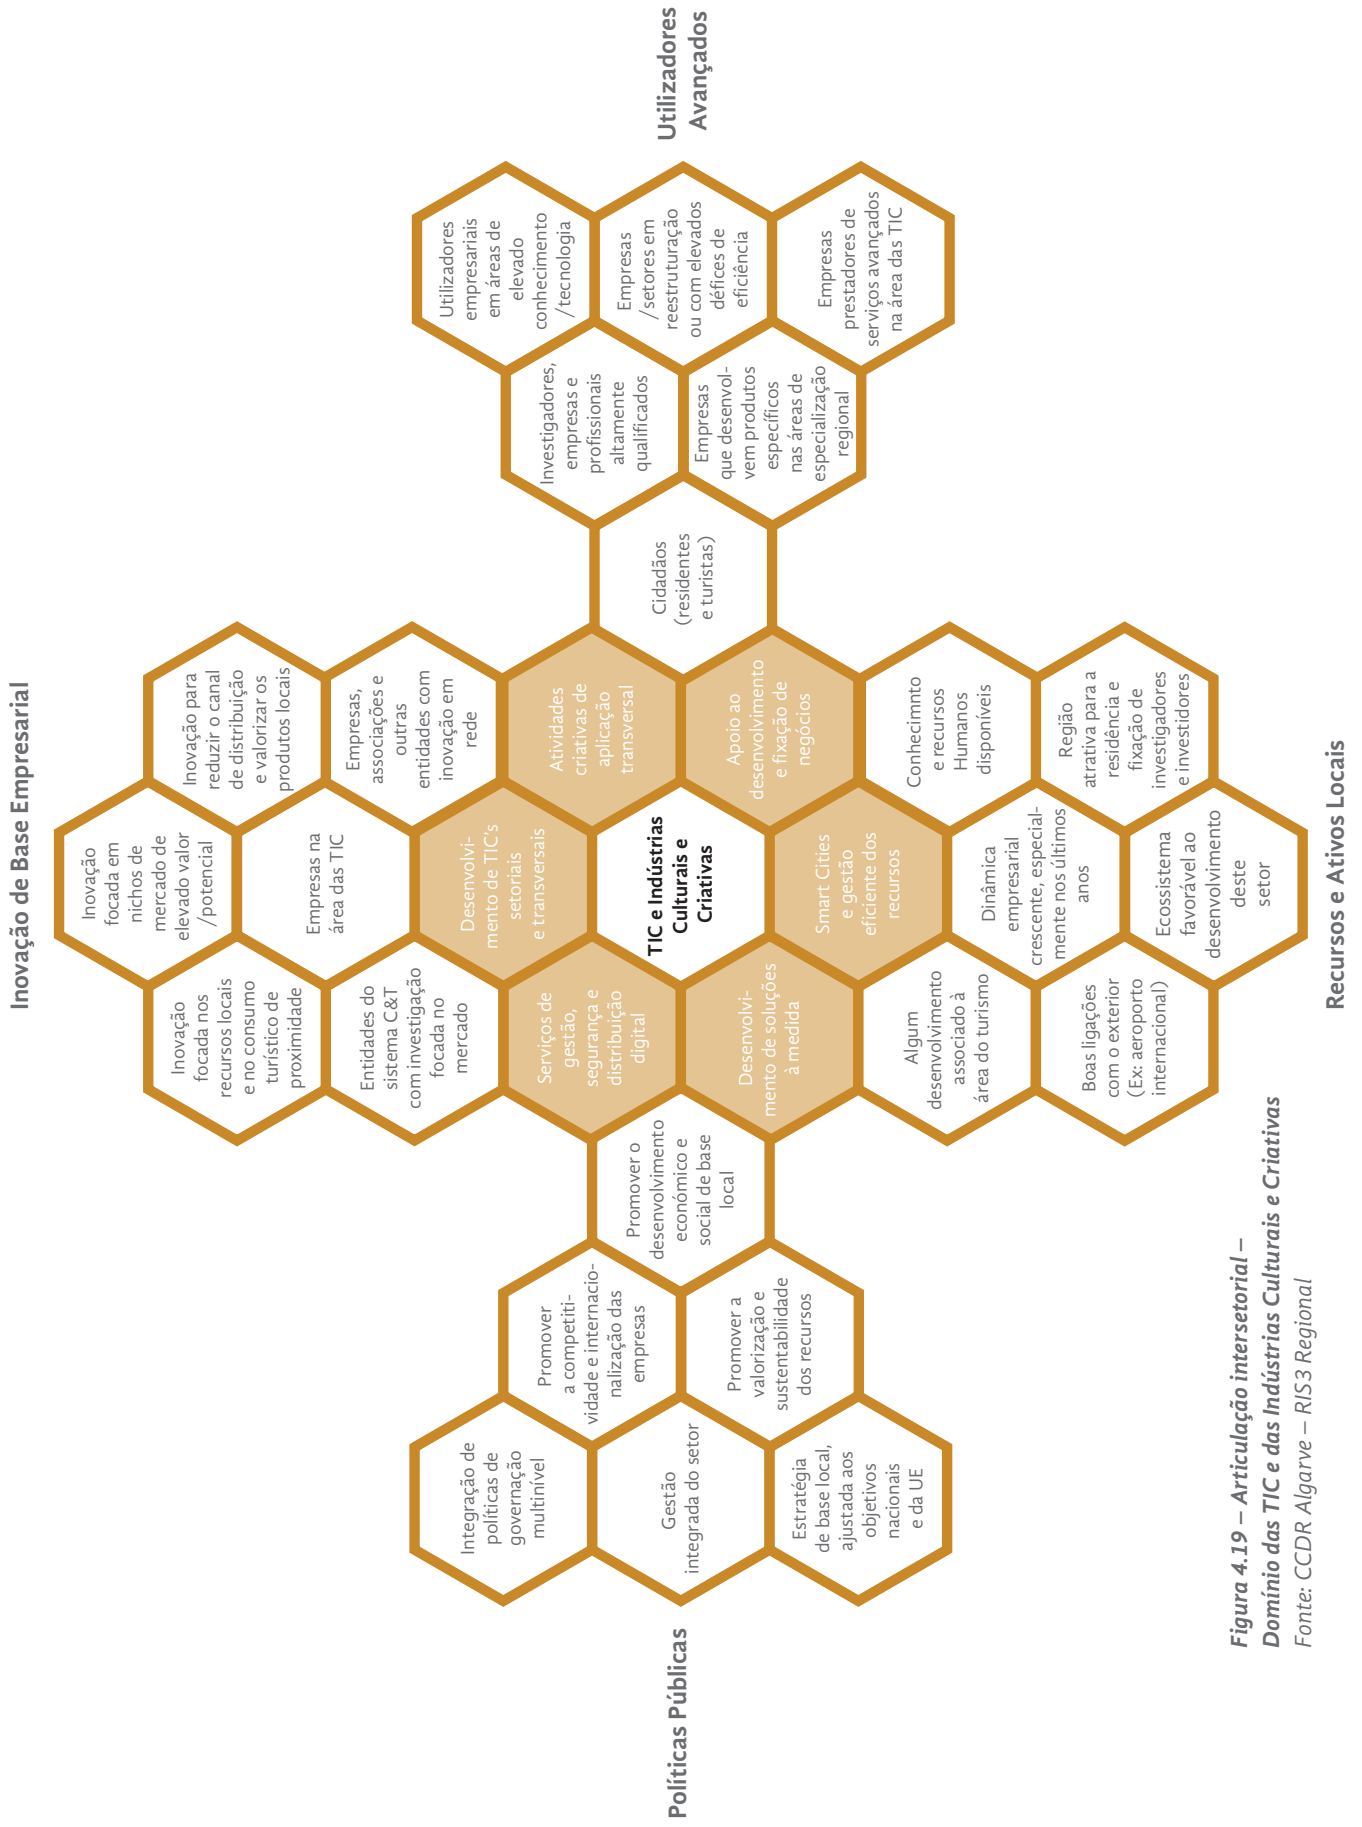 Inovação de Base Empresarial
Inovação
focada nos
recursos locais
e no consumo
turístico de
proximidade
Inovação
focada em
nichos de
mercado de
elevado valor
/potencial
Inovação para
reduzir o canal
de distribuição
e valorizar os
produtos locais
Entidades do
sistema C&T
com investigação
focada no
mercado
Empresas na
área das TIC
Empresas,
associações e
outras
entidades com
inovação em
rede
Políticas Públicas
Integração de
políticas de
governação
multinível
Gestão
integrada do setor
Estratégia
de base local,
ajustada aos
objetivos
nacionais
e da UE
Promover
a competiti-
vidade e internacio-
nalização das
empresas
Promover a
valorização e
sustentabilidade
dos recursos
Promover o
desenvolvimento
económico e
social de base
local
Serviços de
gestão,
segurança e
distribuição
digital
Desenvolvi-
mento de TIC's
setoriais
e transversais
Atividades
criativas de
aplicação
transversal
TIC e Indústrias
Culturais e
Criativas
Desenvolvi-
mento de soluções
à medida
Smart Cities
e gestão
eficiente dos
recursos
Apoio ao
desenvolvimento
e fixação de
negócios
Cidadãos
(residentes
e turistas)
Investigadores,
empresas e
profissionais
altamente
qualificados
Empresas
que desenvol-
vem produtos
específicos
nas áreas de
especialização
regional
Utilizadores
empresariais
em áreas de
elevado
conhecimento
/tecnologia
Empresas
/setores em
reestruturação
ou com elevados
défices de
eficiência
Empresas
prestadores de
serviços avançados
na área das TIC
Utilizadores
Avançados
Algum
desenvolvimento
associado à
área do turismo
Dinâmica
empresarial
crescente, especial-
mente nos últimos
anos
Conhecimnto
e recursos
Humanos
disponíveis
Boas ligações
com o exterior
(Ex: aeroporto
internacional)
Ecossistema
favorável ao
desenvolvimento
deste
setor
Região
atrativa para a
residência e
fixação de
investigadores
e investidores
Recursos e Ativos Locais
Figura 4.19 – Articulação intersetorial –
Domínio das TIC e das Indústrias Culturais e Criativas
Fonte: CCDR Algarve – RIS3 Regional